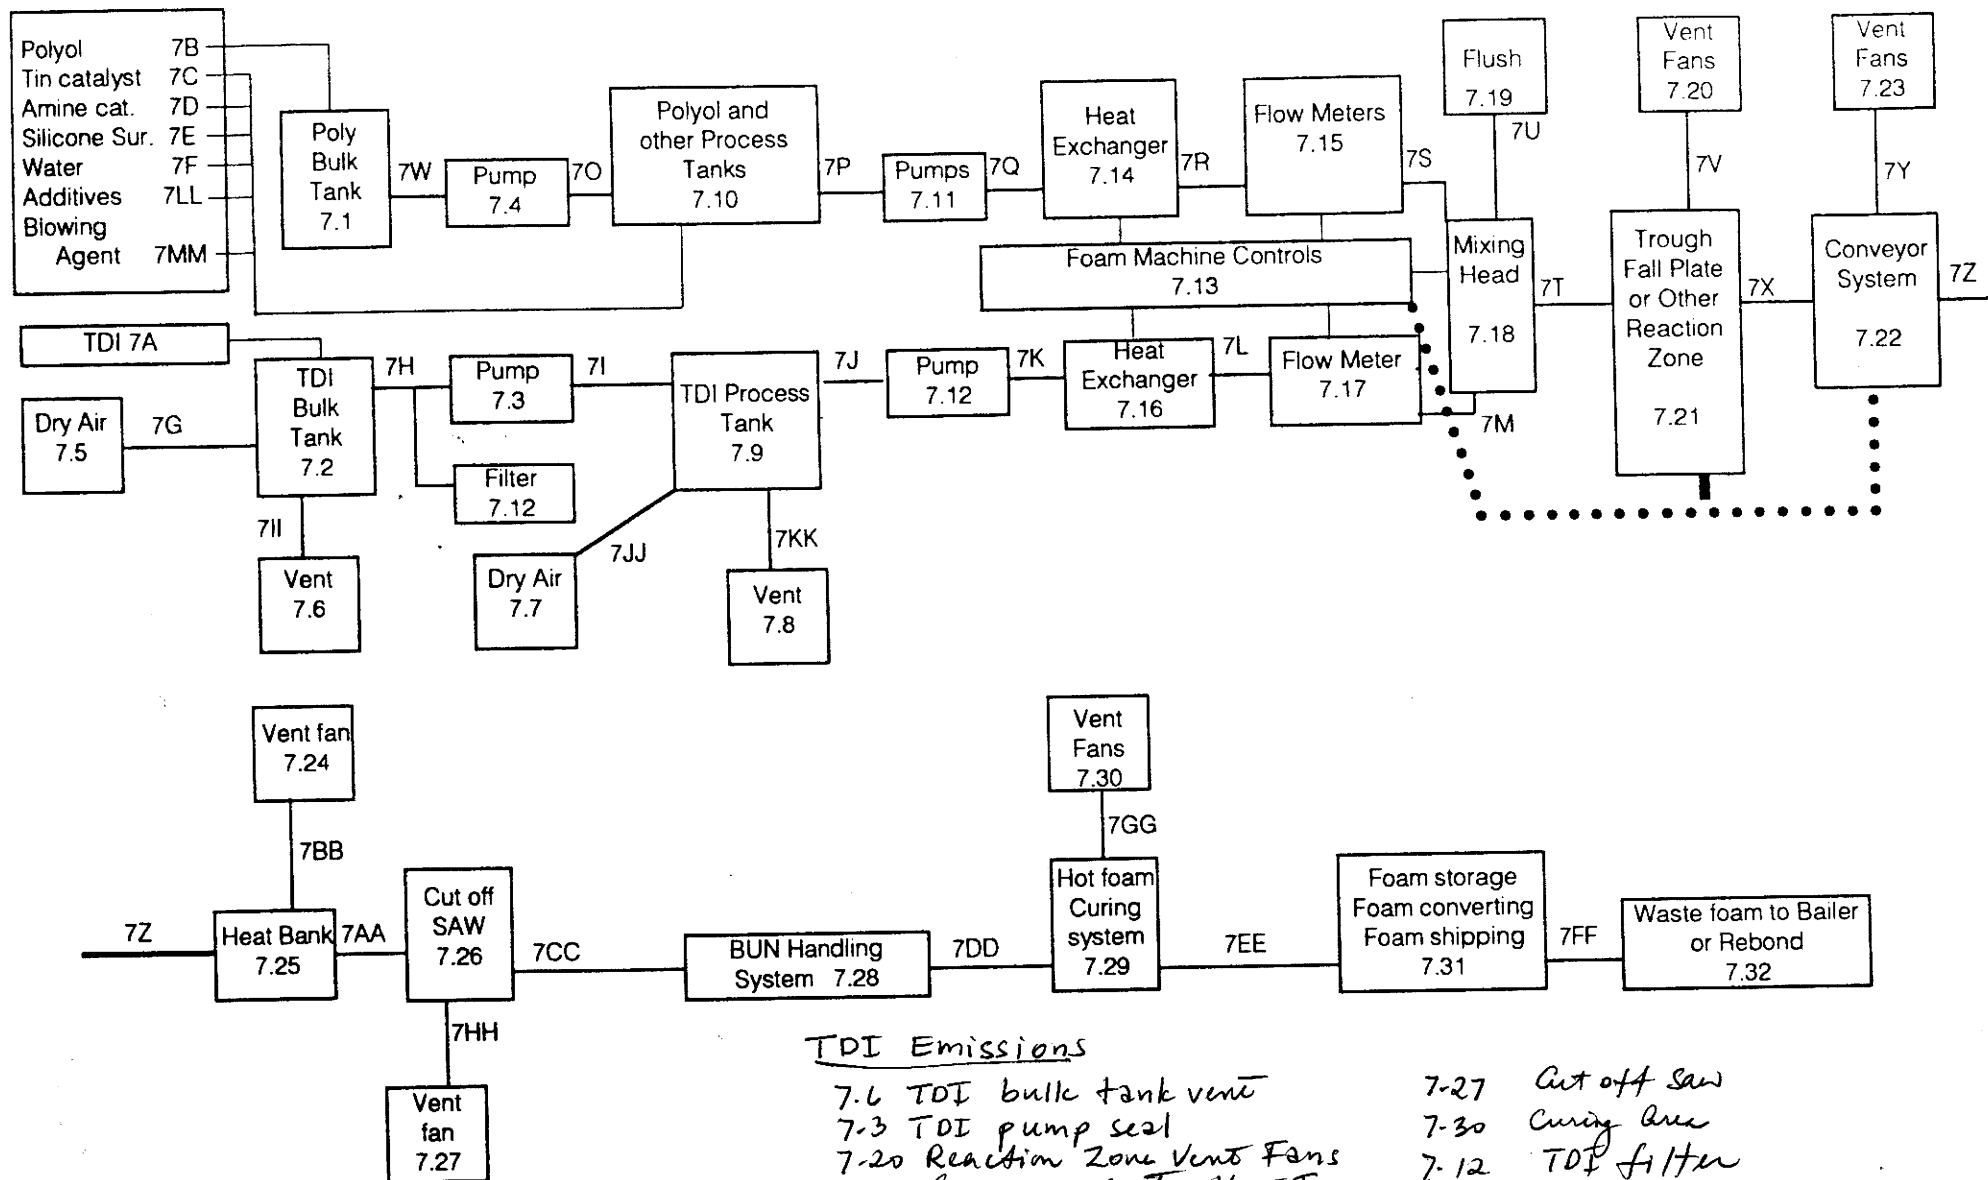 Polyol 7B
Tin catalyst 7C
Amine cat. 7D
Silicone Sur. 7E
Water 7F
Additives 7LL
Blowing
Agent 7MM
Poly
Bulk
Tank
7.1
7W
Pump
7.4
7O
Polyol and
other Process
Tanks
7.10
7P
Pumps
7.11
7Q
Heat
Exchanger
7.14
7R
Flow Meters
7.15
7S
Flush
7.19
7U
Vent
Fans
7.20
7V
Vent
Fans
7.23
7Y
Foam Machine Controls
7.13
Mixing
Head
7.18
7T
Trough
Fall Plate
or Other
Reaction
Zone
7.21
7X
Conveyor
System
7.22
7Z
TDI 7A
Dry Air
7.5
7G
TDI
Bulk
Tank
7.2
7H
Pump
7.3
7I
Filter
7.12
TDI Process
Tank
7.9
7J
Pump
7.12
7K
Heat
Exchanger
7.16
7L
Flow Meter
7.17
7M
7II
Vent
7.6
Dry Air
7.7
7JJ
7KK
Vent
7.8
Vent fan
7.24
7BB
7Z
Heat Bank
7.25
7AA
Cut off
SAW
7.26
7CC
7HH
Vent
fan
7.27
BUN Handling
System 7.28
7DD
Vent
Fans
7.30
7GG
Hot foam
Curing
system
7.29
7EE
Foam storage
Foam converting
Foam shipping
7.31
7FF
Waste foam to Bailer
or Rebond
7.32
TDI Emissions
7.6 TDI bulk tank vent
7-3 TDI pump seal
7-20 Reaction Zone Vent Fans
7-27 Cut off Saw
7-30 Curing Area
7-12 TDI filter